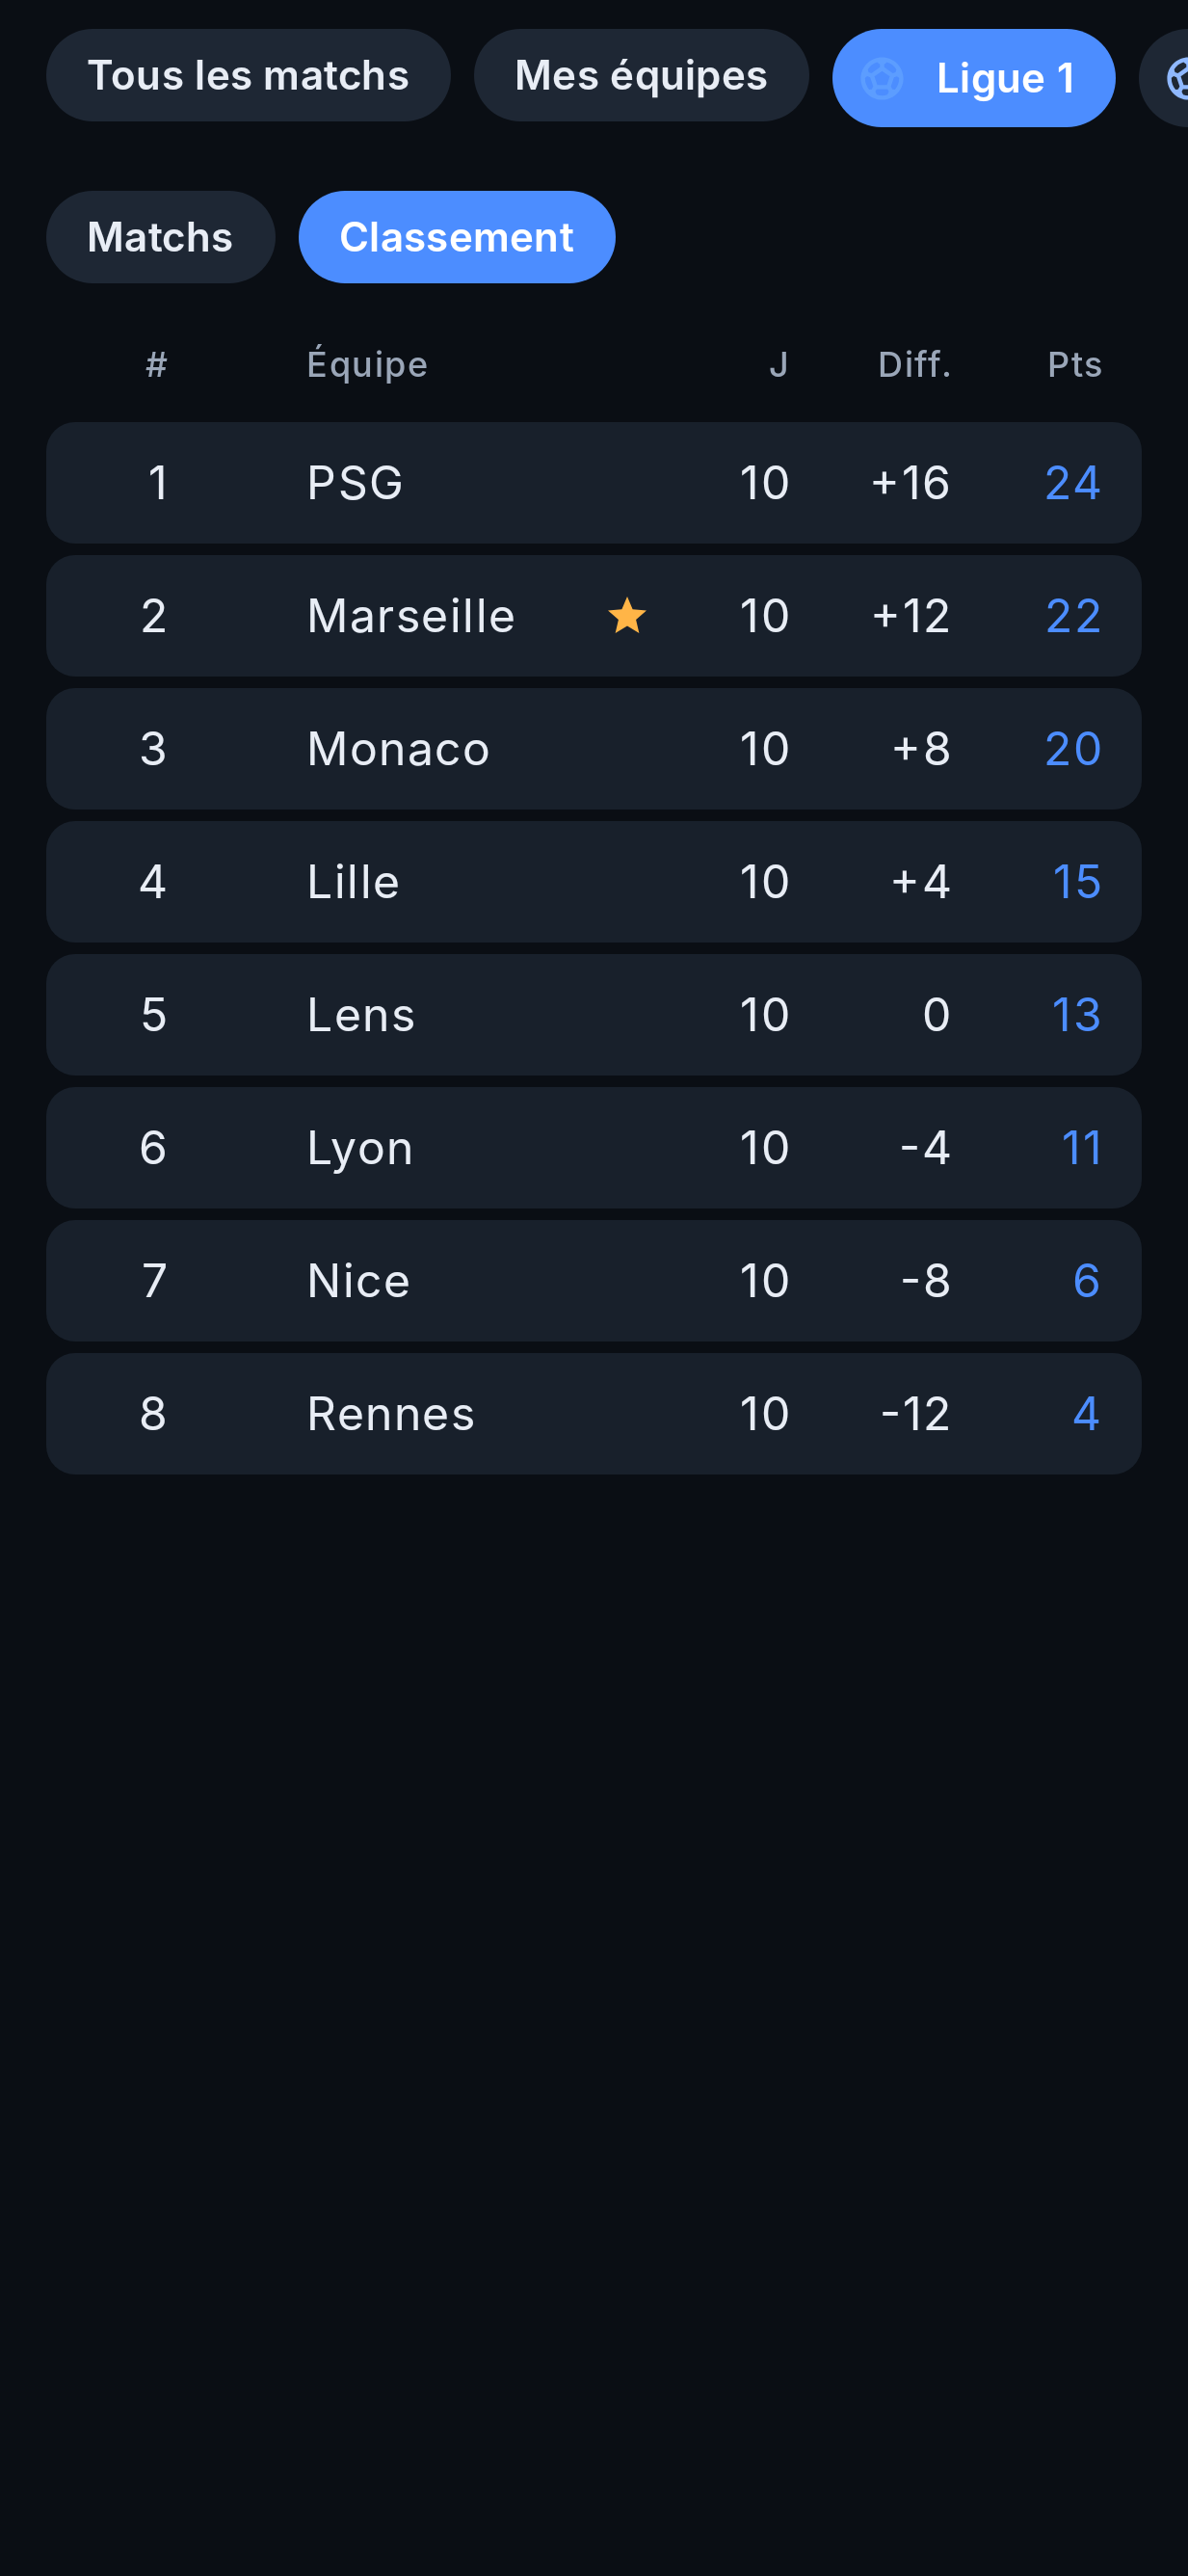 Tous les matchs Mes équipes Ligue 1
Matchs Classement
# Équipe J Diff. Pts
1 PSG 10 +16 24
2 Marseille 10 +12 22
3 Monaco 10 +8 20
4 Lille 10 +4 15
5 Lens 10 0 13
6 Lyon 10 -4 11
7 Nice 10 -8 6
8 Rennes 10 -12 4